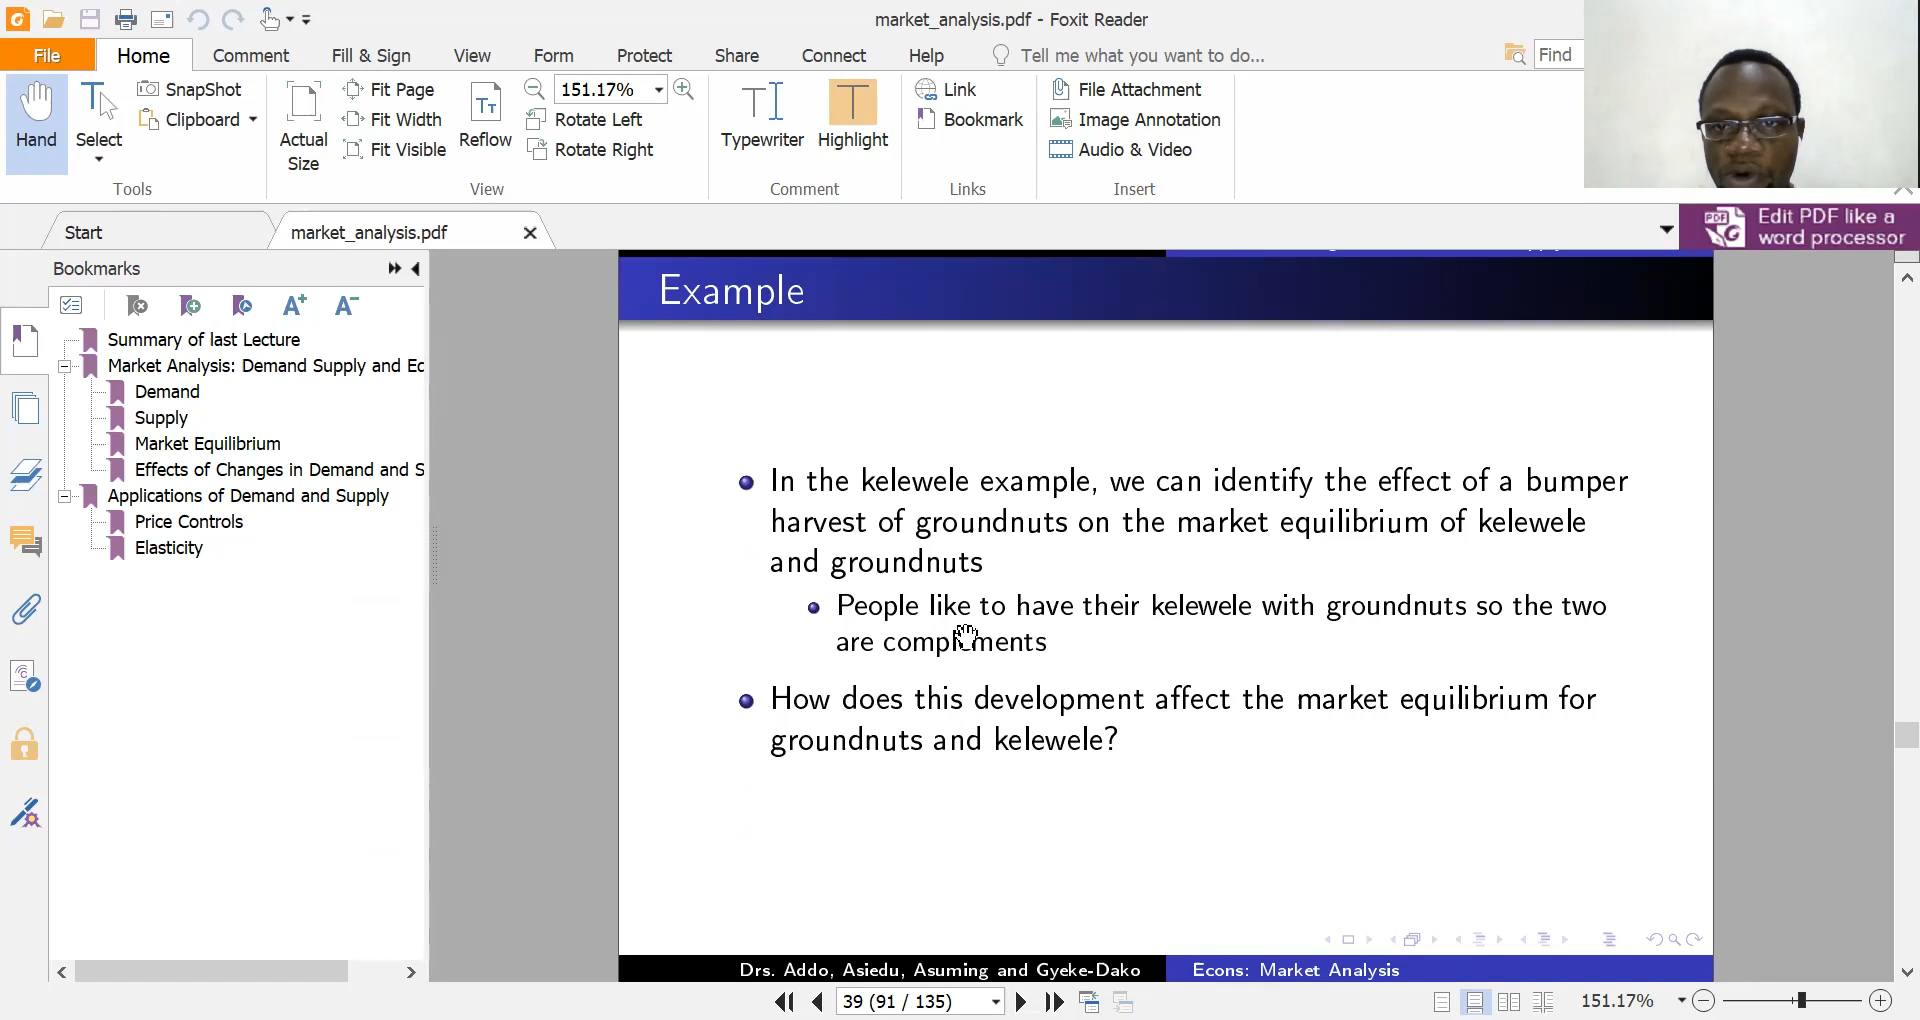 market_analysis.pdf - Foxit Reader
File Home Comment Fill & Sign View Form Protect Share Connect Help Tell me what you want to do... Find
Hand
Select
SnapShot
Clipboard
Tools
Actual
Size
Fit Page
Fit Width
Fit Visible
Reflow
151.17%
Rotate Left
Rotate Right
View
Typewriter
Highlight
Comment
Link
Bookmark
Links
File Attachment
Image Annotation
Audio & Video
Insert
Start
market_analysis.pdf
PDF
Edit PDF like a
word processor
Bookmarks
Summary of last Lecture
Market Analysis: Demand Supply and Ec
Demand
Supply
Market Equilibrium
Effects of Changes in Demand and S
Applications of Demand and Supply
Price Controls
Elasticity
Example
In the kelewele example, we can identify the effect of a bumper
harvest of groundnuts on the market equilibrium of kelewele
and groundnuts
People like to have their kelewele with groundnuts so the two
are complements
How does this development affect the market equilibrium for
groundnuts and kelewele?
Drs. Addo, Asiedu, Asuming and Gyeke-Dako
Econs: Market Analysis
39 (91 / 135)
151.17%